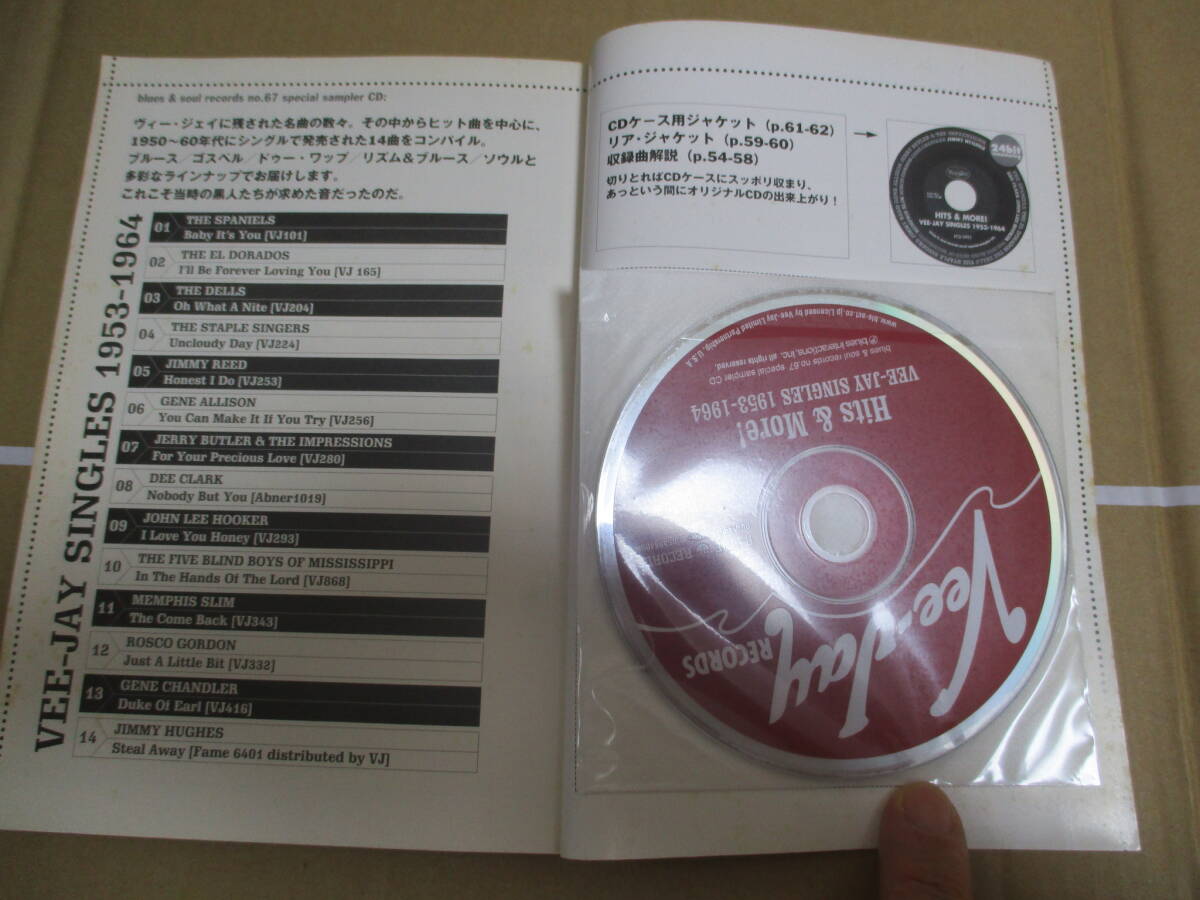 blues & soul records no.67 special sampler CD:
ヴィー・ジェイに残された名曲の数々。その中からヒット曲を中心に、
1950〜60年代にシングルで発売された14曲をコンパイル。
ブルース／ゴスペル／ドゥー・ワップ／リズム&ブルース／ソウルと
多彩なラインナップでお届けします。
これこそ当時の黒人たちが求めた音だったのだ。
VEE-JAY SINGLES 1953-1964
01 THE SPANIELS
Baby It's You [VJ101]
02 THE EL DORADOS
I'll Be Forever Loving You [VJ 165]
03 THE DELLS
Oh What A Nite [VJ204]
04 THE STAPLE SINGERS
Uncloudy Day [VJ224]
05 JIMMY REED
Honest I Do [VJ253]
06 GENE ALLISON
You Can Make It If You Try [VJ256]
07 JERRY BUTLER & THE IMPRESSIONS
For Your Precious Love [VJ280]
08 DEE CLARK
Nobody But You [Abner1019]
09 JOHN LEE HOOKER
I Love You Honey [VJ293]
10 THE FIVE BLIND BOYS OF MISSISSIPPI
In The Hands Of The Lord [VJ868]
11 MEMPHIS SLIM
The Come Back [VJ343]
12 ROSCO GORDON
Just A Little Bit [VJ332]
13 GENE CHANDLER
Duke Of Earl [VJ416]
14 JIMMY HUGHES
Steal Away [Fame 6401 distributed by VJ]
CDケース用ジャケット (p.61-62)
リア・ジャケット (p.59-60)
収録曲解説 (p.54-58)
切りとればCDケースにスッポリ収まり、
あっという間にオリジナルCDの出来上がり！
24bit
HITS & MORE!
VEE-JAY SINGLES 1953-1964
Vee-Jay
RECORDS
Hits & More!
VEE-JAY SINGLES 1953-1964
blues & soul records no.67 special sampler CD
Ⓟ blues interactions, inc. all rights reserved.
www.bls-act.co.jp Licensed by Vee-Jay Limited Partnership, U.S.A